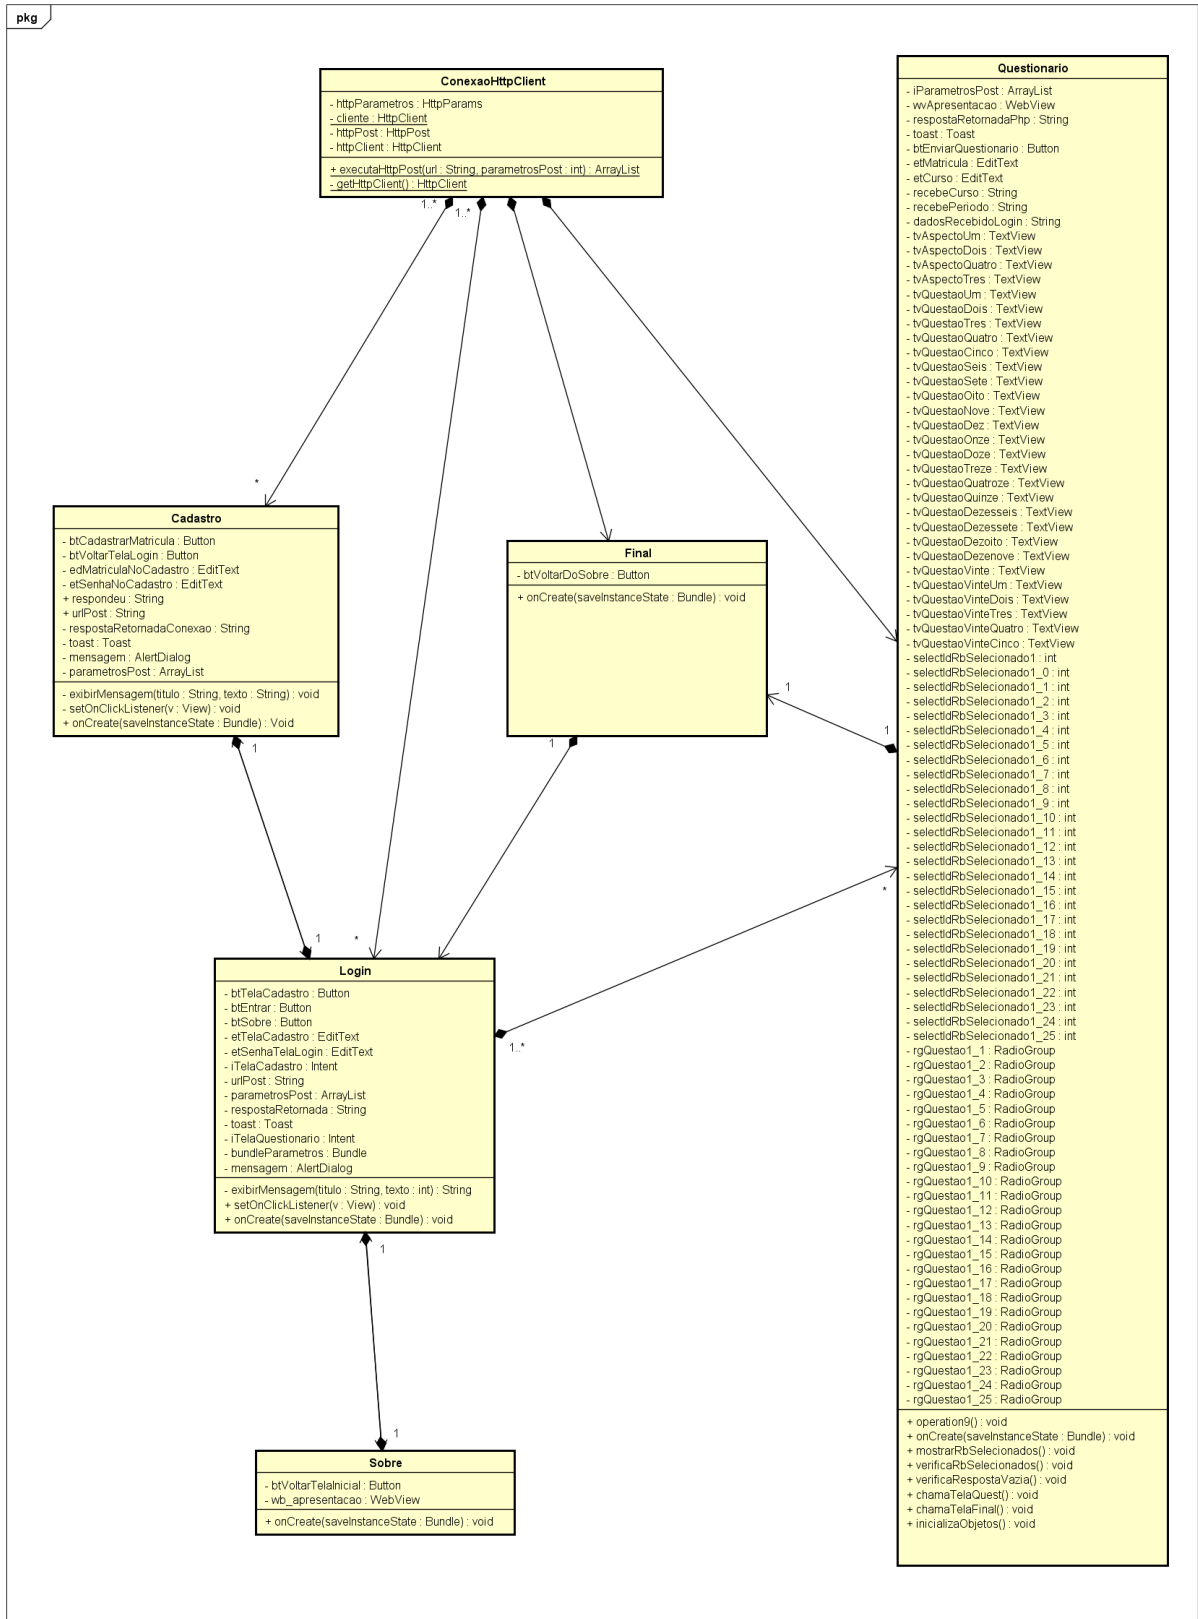 pkg
ConexaoHttpClient
- httpParametros : HttpParams
- cliente : HttpClient
- httpPost : HttpPost
- httpClient : HttpClient
+ executaHttpPost(url : String, parametrosPost : int) : ArrayList
- getHttpClient() : HttpClient
1..*
1..*
*
Cadastro
- btCadastrarMatricula : Button
- btVoltarTelaLogin : Button
- edMatriculaNoCadastro : EditText
- etSenhaNoCadastro : EditText
+ respondeu : String
+ urlPost : String
- respostaRetornadaConexao : String
- toast : Toast
- mensagem : AlertDialog
- parametrosPost : ArrayList
- exibirMensagem(titulo : String, texto : String) : void
- setOnClickListener(v : View) : void
+ onCreate(saveInstanceState : Bundle) : Void
1
1
Final
- btVoltarDoSobre : Button
+ onCreate(saveInstanceState : Bundle) : void
1
1
1
*
Login
- btTelaCadastro : Button
- btEntrar : Button
- btSobre : Button
- etTelaCadastro : EditText
- etSenhaTelaLogin : EditText
- iTelaCadastro : Intent
- urlPost : String
- parametrosPost : ArrayList
- respostaRetornada : String
- toast : Toast
- iTelaQuestionario : Intent
- bundleParametros : Bundle
- mensagem : AlertDialog
- exibirMensagem(titulo : String, texto : int) : String
+ setOnClickListener(v : View) : void
+ onCreate(saveInstanceState : Bundle) : void
1..*
*
1
1
Sobre
- btVoltarTelaInicial : Button
- wb_apresentacao : WebView
+ onCreate(saveInstanceState : Bundle) : void
Questionario
- iParametrosPost : ArrayList
- wvApresentacao : WebView
- respostaRetornadaPhp : String
- toast : Toast
- btEnviarQuestionario : Button
- etMatricula : EditText
- etCurso : EditText
- recebeCurso : String
- recebePeriodo : String
- dadosRecebidoLogin : String
- tvAspectoUm : TextView
- tvAspectoDois : TextView
- tvAspectoQuatro : TextView
- tvAspectoTres : TextView
- tvQuestaoUm : TextView
- tvQuestaoDois : TextView
- tvQuestaoTres : TextView
- tvQuestaoQuatro : TextView
- tvQuestaoCinco : TextView
- tvQuestaoSeis : TextView
- tvQuestaoSete : TextView
- tvQuestaoOito : TextView
- tvQuestaoNove : TextView
- tvQuestaoDez : TextView
- tvQuestaoOnze : TextView
- tvQuestaoDoze : TextView
- tvQuestaoTreze : TextView
- tvQuestaoQuatroze : TextView
- tvQuestaoQuinze : TextView
- tvQuestaoDezesseis : TextView
- tvQuestaoDezessete : TextView
- tvQuestaoDezoito : TextView
- tvQuestaoDezenove : TextView
- tvQuestaoVinte : TextView
- tvQuestaoVinteUm : TextView
- tvQuestaoVinteDois : TextView
- tvQuestaoVinteTres : TextView
- tvQuestaoVinteQuatro : TextView
- tvQuestaoVinteCinco : TextView
- selectIdRbSelecionado1 : int
- selectIdRbSelecionado1_0 : int
- selectIdRbSelecionado1_1 : int
- selectIdRbSelecionado1_2 : int
- selectIdRbSelecionado1_3 : int
- selectIdRbSelecionado1_4 : int
- selectIdRbSelecionado1_5 : int
- selectIdRbSelecionado1_6 : int
- selectIdRbSelecionado1_7 : int
- selectIdRbSelecionado1_8 : int
- selectIdRbSelecionado1_9 : int
- selectIdRbSelecionado1_10 : int
- selectIdRbSelecionado1_11 : int
- selectIdRbSelecionado1_12 : int
- selectIdRbSelecionado1_13 : int
- selectIdRbSelecionado1_14 : int
- selectIdRbSelecionado1_15 : int
- selectIdRbSelecionado1_16 : int
- selectIdRbSelecionado1_17 : int
- selectIdRbSelecionado1_18 : int
- selectIdRbSelecionado1_19 : int
- selectIdRbSelecionado1_20 : int
- selectIdRbSelecionado1_21 : int
- selectIdRbSelecionado1_22 : int
- selectIdRbSelecionado1_23 : int
- selectIdRbSelecionado1_24 : int
- selectIdRbSelecionado1_25 : int
- rgQuestao1_1 : RadioGroup
- rgQuestao1_2 : RadioGroup
- rgQuestao1_3 : RadioGroup
- rgQuestao1_4 : RadioGroup
- rgQuestao1_5 : RadioGroup
- rgQuestao1_6 : RadioGroup
- rgQuestao1_7 : RadioGroup
- rgQuestao1_8 : RadioGroup
- rgQuestao1_9 : RadioGroup
- rgQuestao1_10 : RadioGroup
- rgQuestao1_11 : RadioGroup
- rgQuestao1_12 : RadioGroup
- rgQuestao1_13 : RadioGroup
- rgQuestao1_14 : RadioGroup
- rgQuestao1_15 : RadioGroup
- rgQuestao1_16 : RadioGroup
- rgQuestao1_17 : RadioGroup
- rgQuestao1_18 : RadioGroup
- rgQuestao1_19 : RadioGroup
- rgQuestao1_20 : RadioGroup
- rgQuestao1_21 : RadioGroup
- rgQuestao1_22 : RadioGroup
- rgQuestao1_23 : RadioGroup
- rgQuestao1_24 : RadioGroup
- rgQuestao1_25 : RadioGroup
+ operation9() : void
+ onCreate(saveInstanceState : Bundle) : void
+ mostrarRbSelecionados() : void
+ verificaRbSelecionados() : void
+ verificaRespostaVazia() : void
+ chamaTelaQuest() : void
+ chamaTelaFinal() : void
+ inicializaObjetos() : void